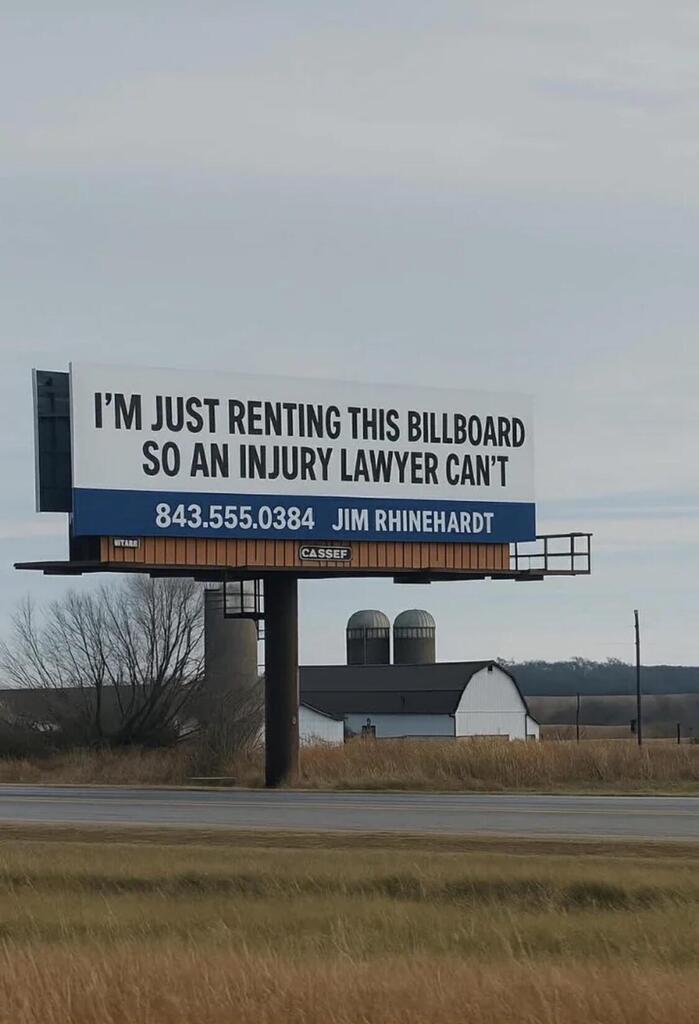 I'M JUST RENTING THIS BILLBOARD
SO AN INJURY LAWYER CAN'T
843.555.0384 JIM RHINEHARDT
CASSEF